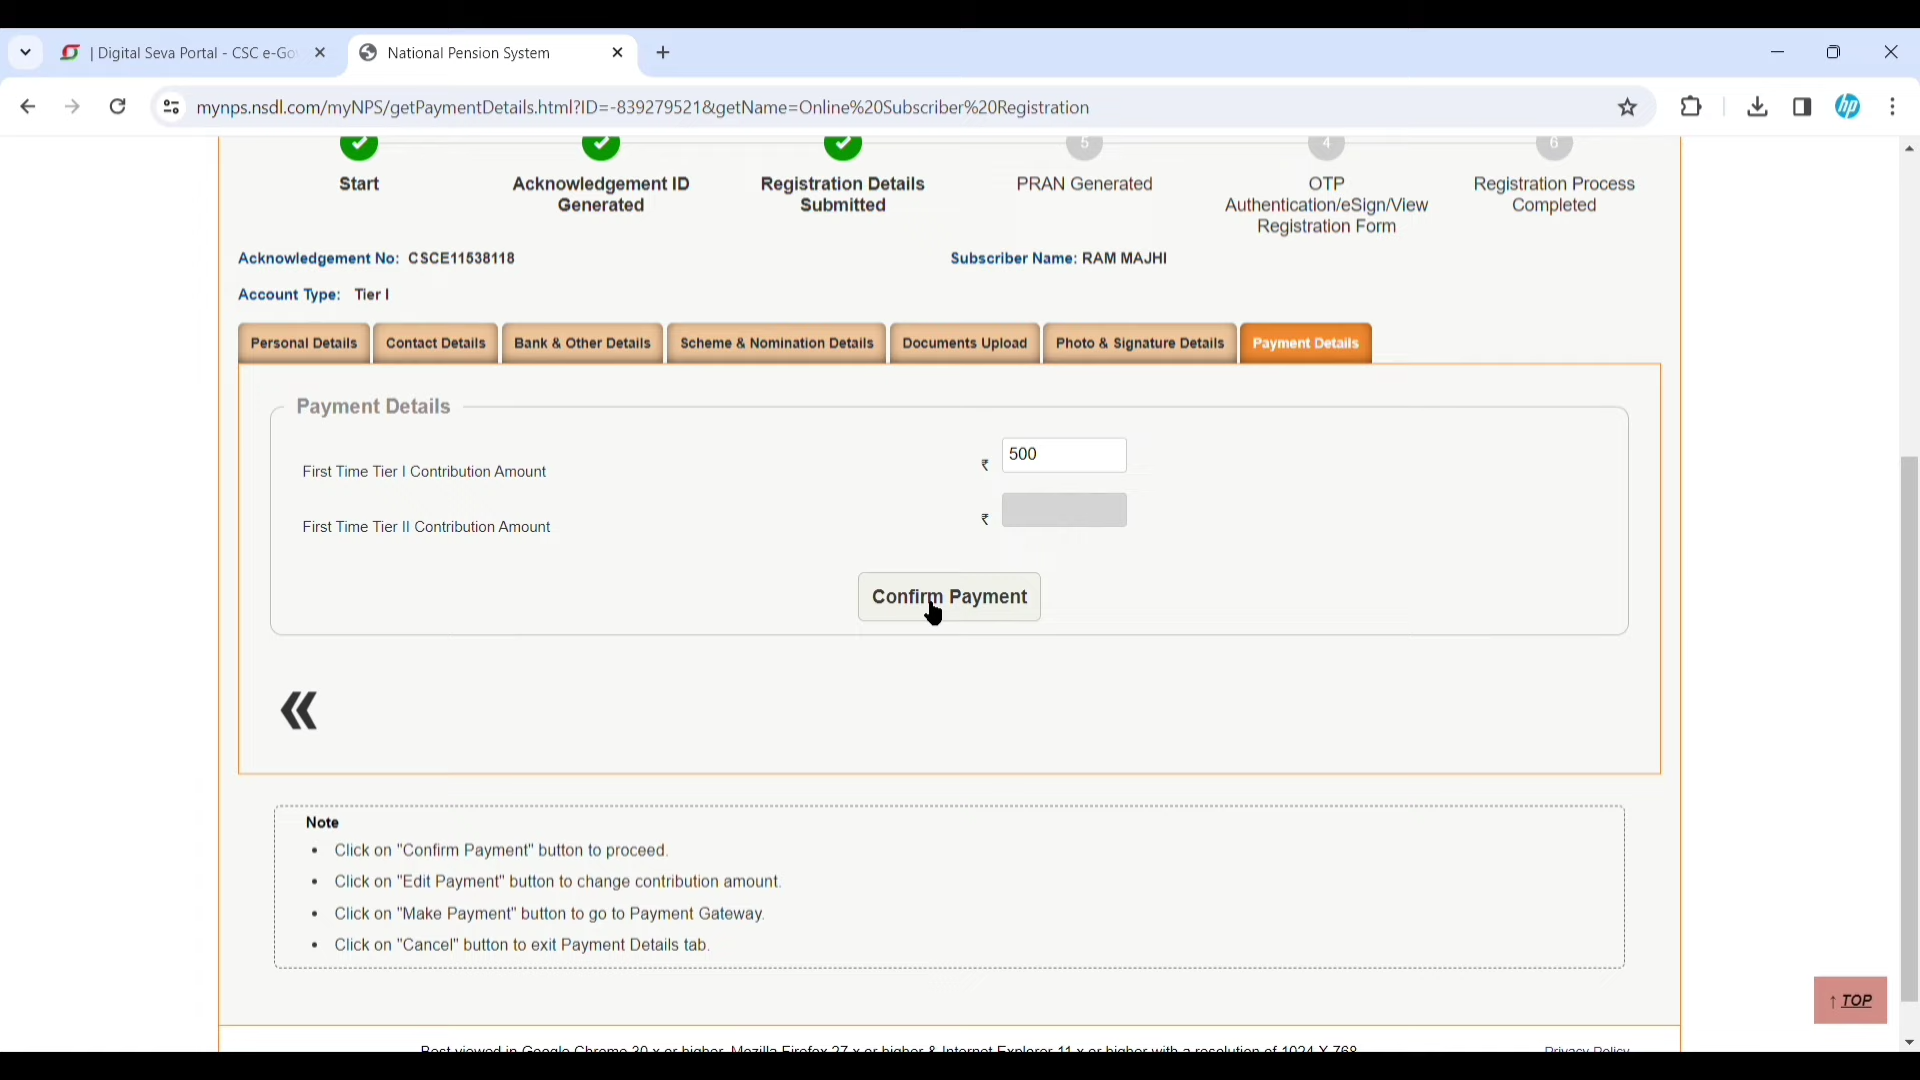 | Digital Seva Portal - CSC e-Go
National Pension System
mynps.nsdl.com/myNPS/getPaymentDetails.html?ID=-839279521&getName=Online%20Subscriber%20Registration
5
4
6
Start
Acknowledgement ID
Generated
Registration Details
Submitted
PRAN Generated
OTP
Authentication/eSign/View
Registration Form
Registration Process
Completed
Acknowledgement No: CSCE11538118
Subscriber Name: RAM MAJHI
Account Type: Tier I
Personal Details
Contact Details
Bank & Other Details
Scheme & Nomination Details
Documents Upload
Photo & Signature Details
Payment Details
Payment Details
First Time Tier I Contribution Amount
₹ 500
First Time Tier II Contribution Amount
₹
Confirm Payment
Note
• Click on "Confirm Payment" button to proceed.
• Click on "Edit Payment" button to change contribution amount.
• Click on "Make Payment" button to go to Payment Gateway.
• Click on "Cancel" button to exit Payment Details tab.
↑ TOP
Best viewed in Google Chrome 30.x or higher, Mozilla Firefox 27.x or higher & Internet Explorer 11.x or higher with a resolution of 1024 X 768.
Privacy Policy
hp